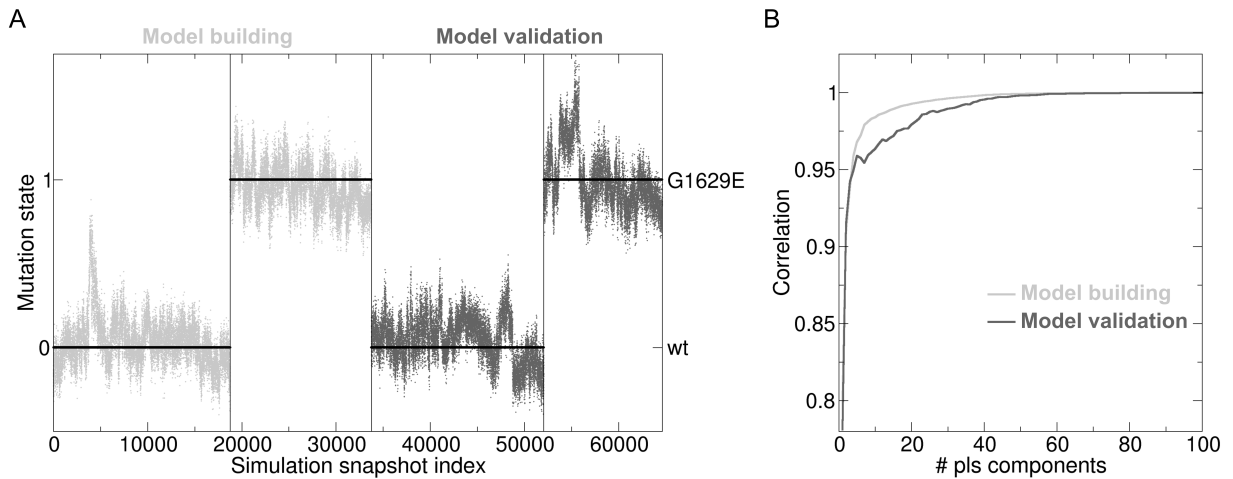 A
Model building
Model validation
Mutation state
1
0
G1629E
wt
0
10000
20000
30000
40000
50000
60000
Simulation snapshot index
B
Correlation
1
0.95
0.9
0.85
0.8
Model building
Model validation
0
20
40
60
80
100
# pls components